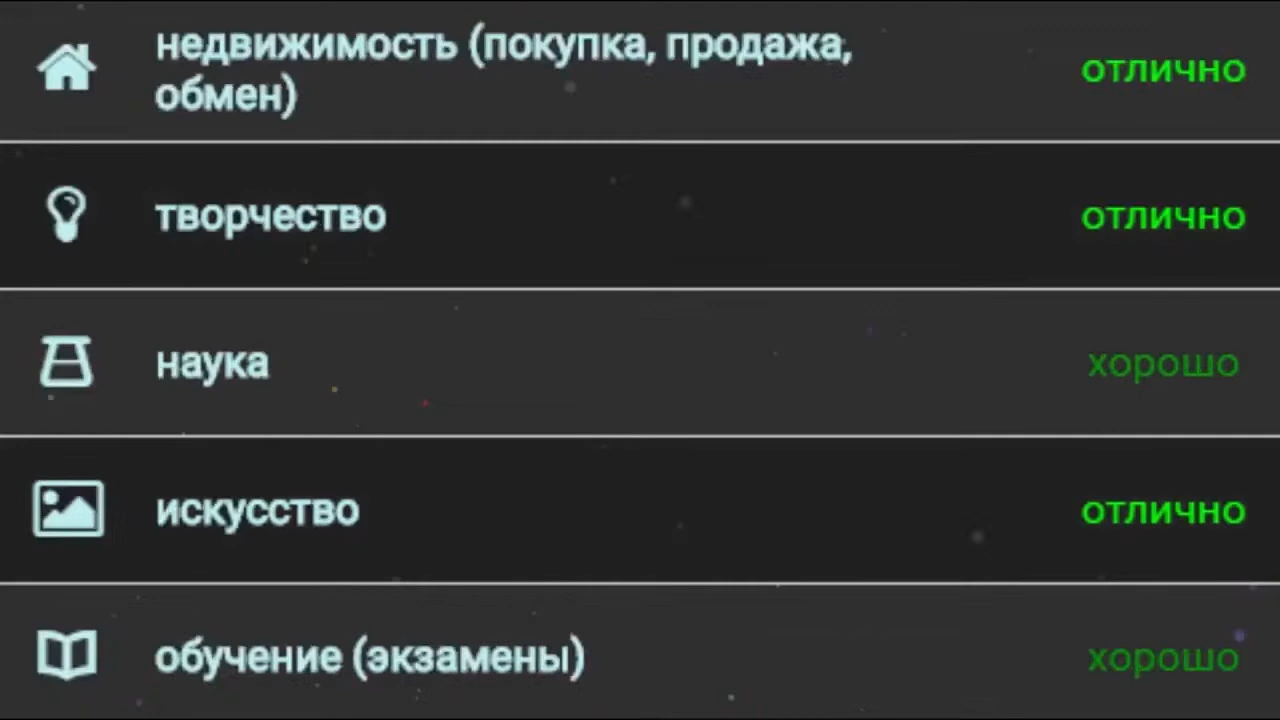 недвижимость (покупка, продажа,
обмен)
отлично
творчество
отлично
наука
хорошо
искусство
отлично
обучение (экзамены)
хорошо